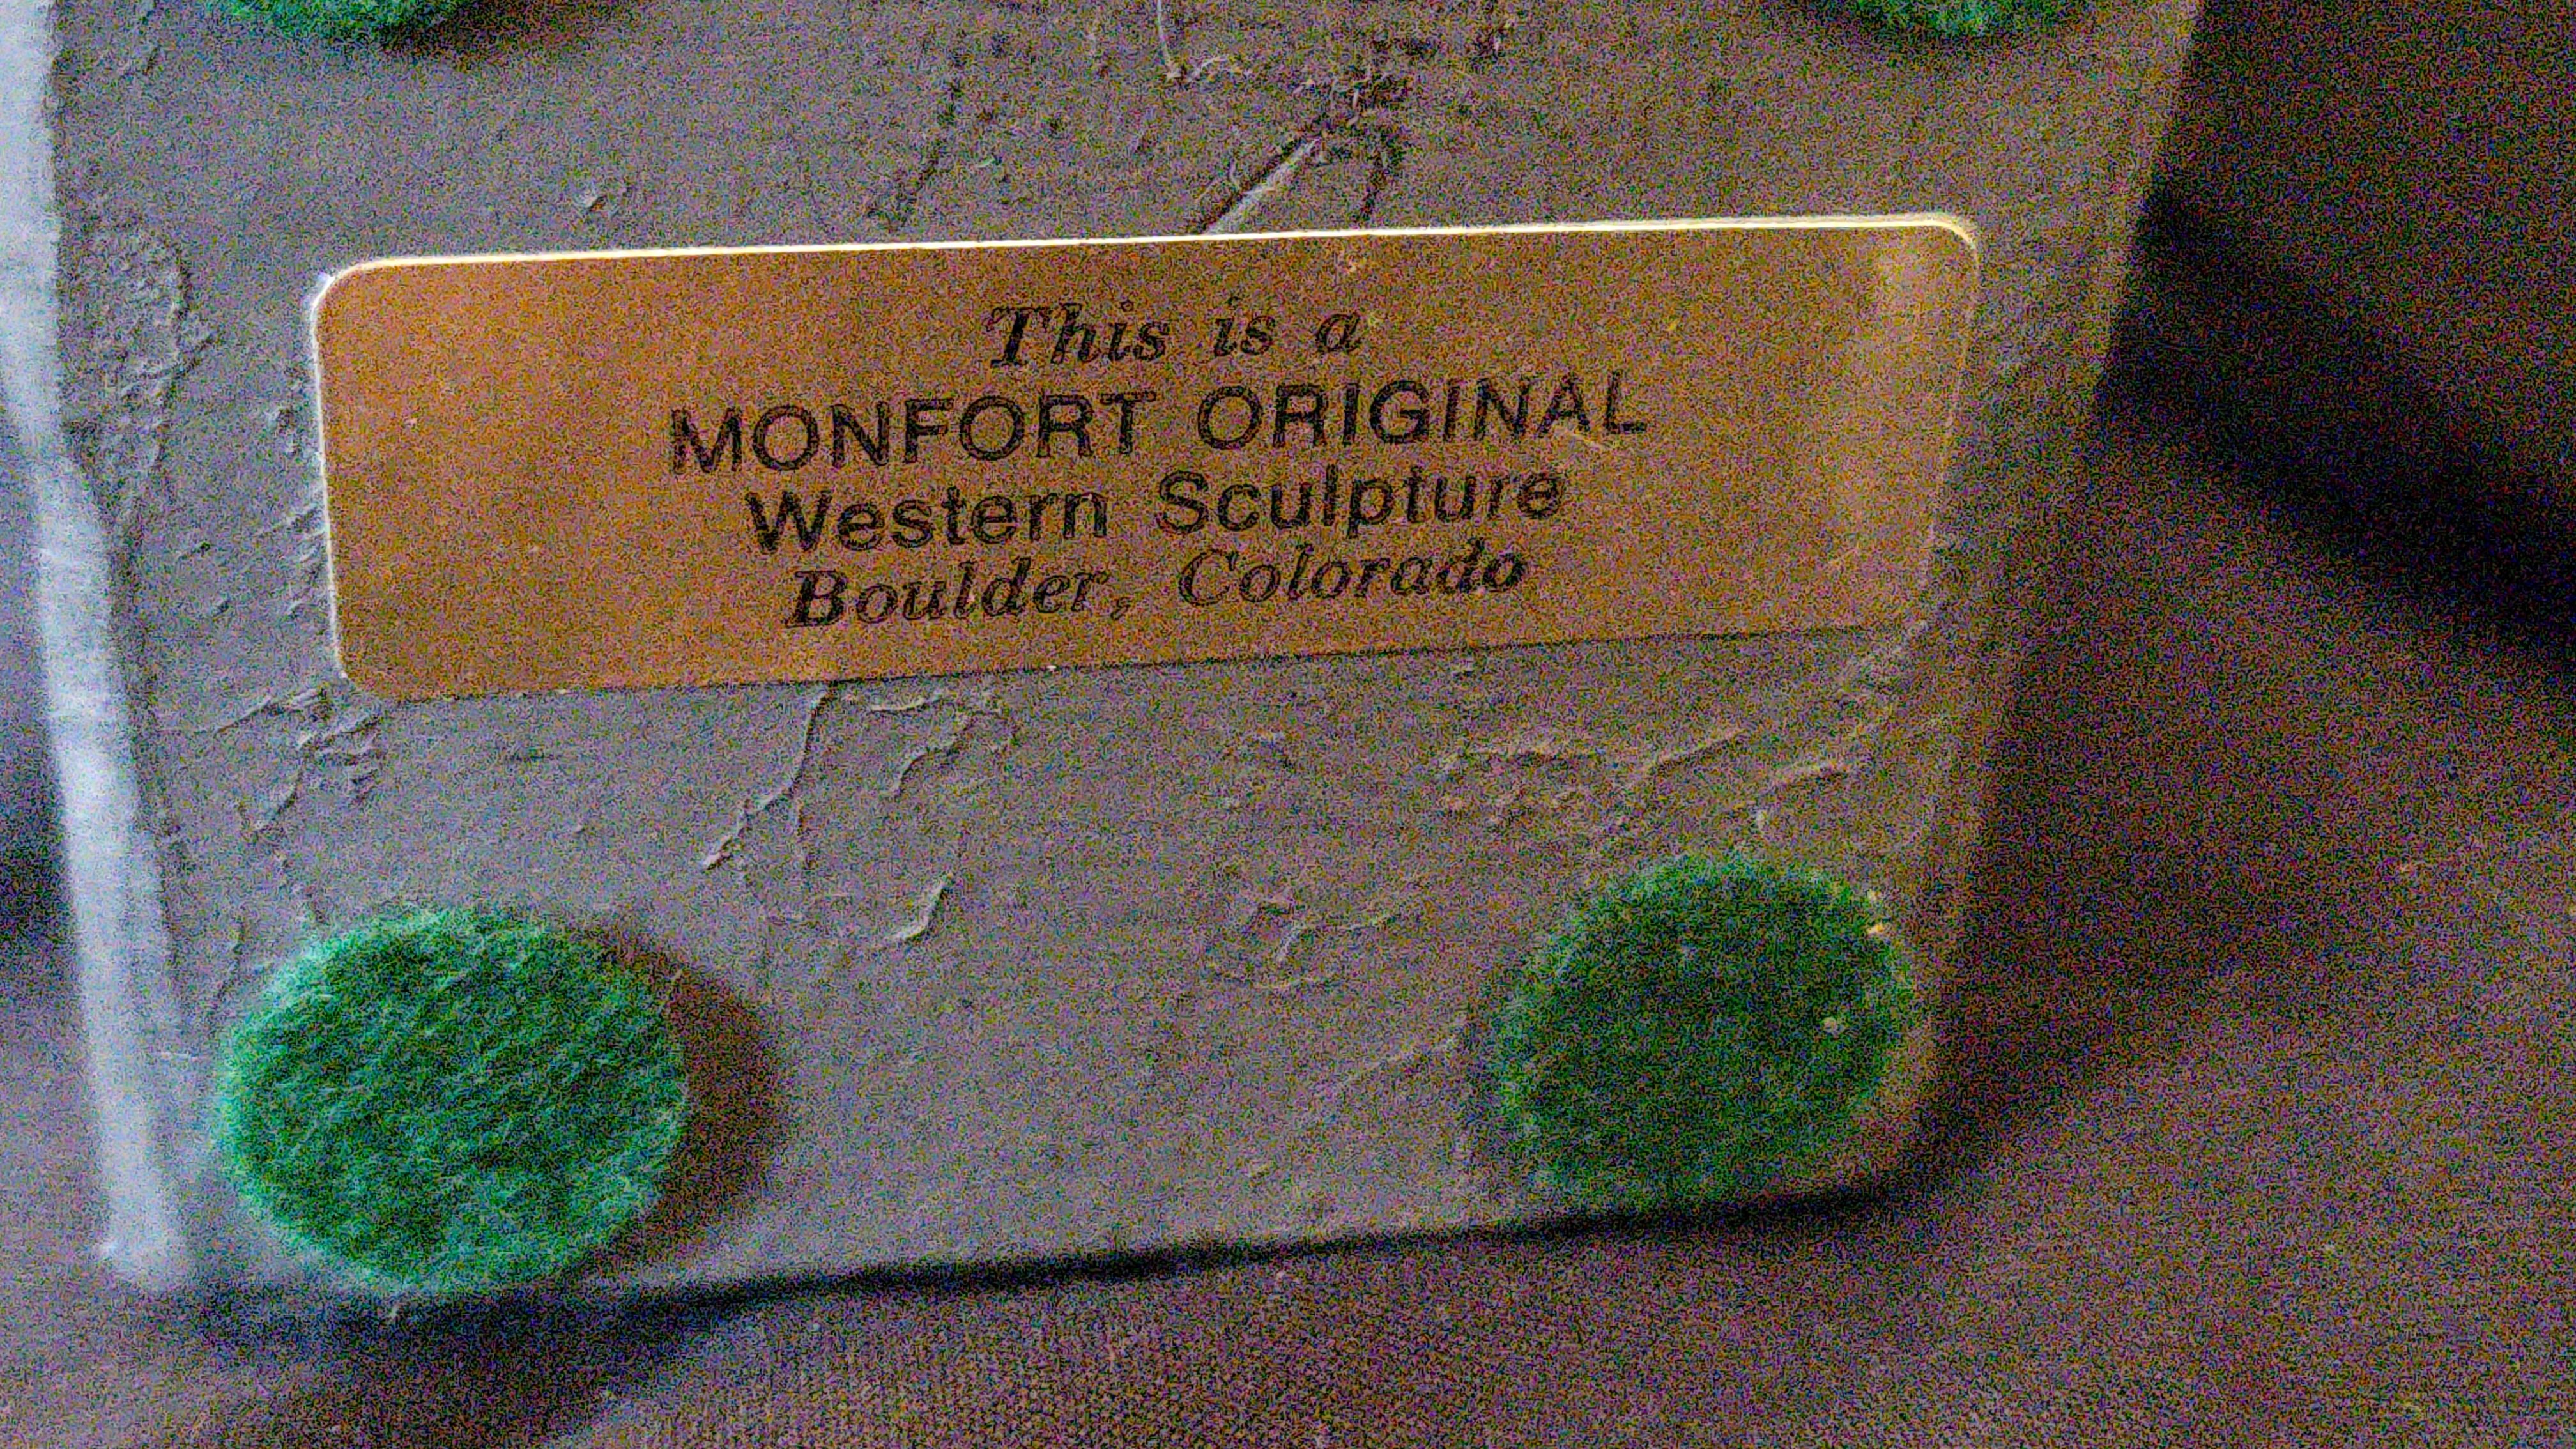 This is a
MONFORT ORIGINAL
Western Sculpture
Boulder, Colorado